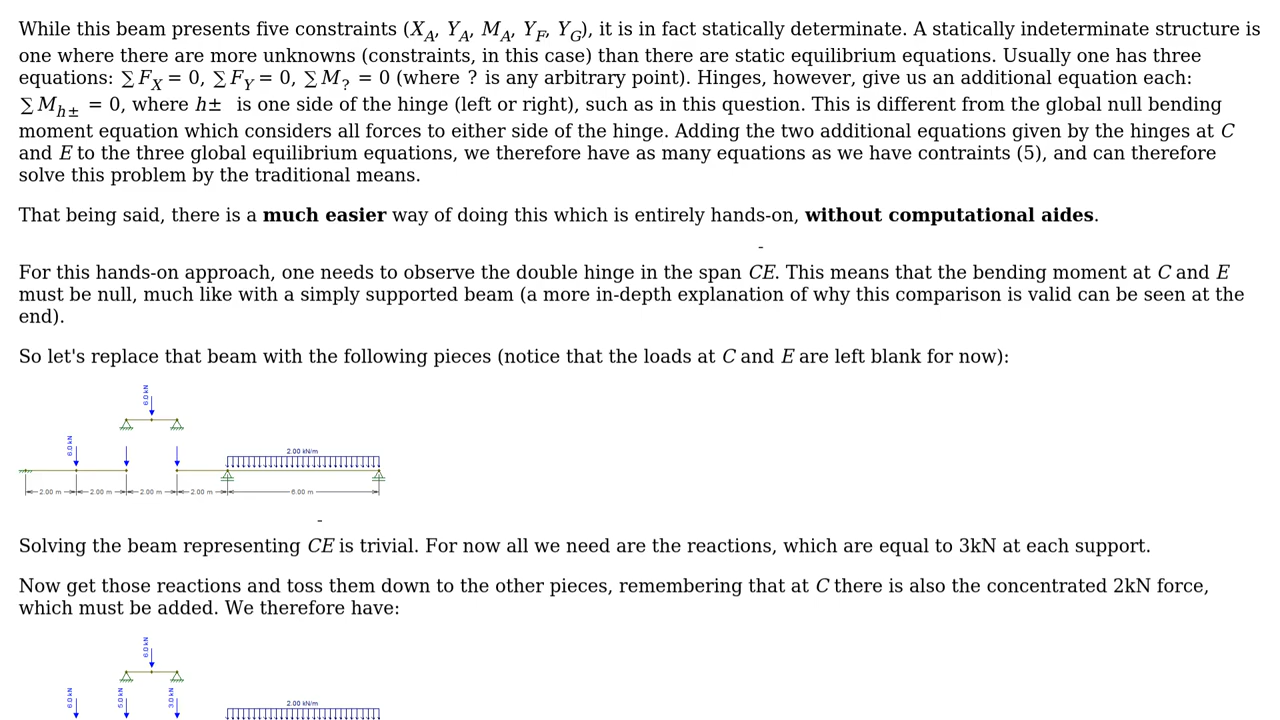 While this beam presents five constraints (X_A, Y_A, M_A, Y_F, Y_G), it is in fact statically determinate. A statically indeterminate structure is
one where there are more unknowns (constraints, in this case) than there are static equilibrium equations. Usually one has three
equations: ∑F_X = 0, ∑F_Y = 0, ∑M_? = 0 (where ? is any arbitrary point). Hinges, however, give us an additional equation each:
∑M_h± = 0, where h± is one side of the hinge (left or right), such as in this question. This is different from the global null bending
moment equation which considers all forces to either side of the hinge. Adding the two additional equations given by the hinges at C
and E to the three global equilibrium equations, we therefore have as many equations as we have contraints (5), and can therefore
solve this problem by the traditional means.
That being said, there is a much easier way of doing this which is entirely hands-on, without computational aides.
For this hands-on approach, one needs to observe the double hinge in the span C̄E. This means that the bending moment at C and E
must be null, much like with a simply supported beam (a more in-depth explanation of why this comparison is valid can be seen at the
end).
So let's replace that beam with the following pieces (notice that the loads at C and E are left blank for now):
6.0 kN
6.0 kN
2.00 kN/m
2.00 m 2.00 m 2.00 m 2.00 m 6.00 m
Solving the beam representing C̄E is trivial. For now all we need are the reactions, which are equal to 3kN at each support.
Now get those reactions and toss them down to the other pieces, remembering that at C there is also the concentrated 2kN force,
which must be added. We therefore have:
6.0 kN
6.0 kN 5.0 kN 3.0 kN
2.00 kN/m